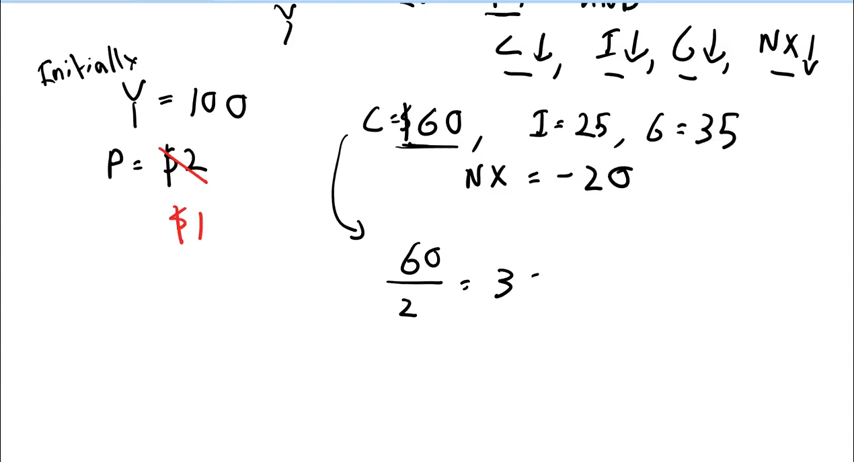 Y
C↓, I↓, G↓, NX↓
Initially
Y = 100
P = $2
$1
C=$60, I=25, G=35
NX = -20
60
2
= 3